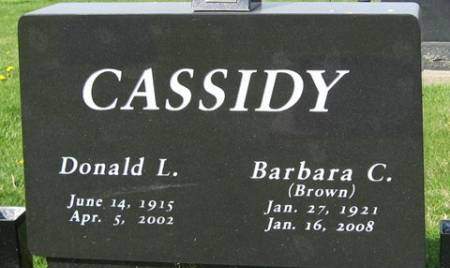 CASSIDY
Donald L.
June 14, 1915
Apr. 5, 2002
Barbara C.
(Brown)
Jan. 27, 1921
Jan. 16, 2008